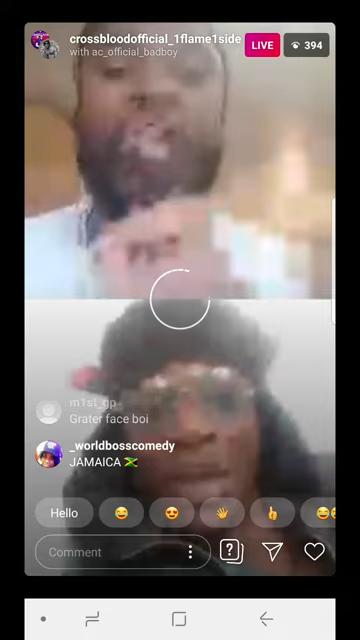 crossbloodofficial_1flame1side
with ac_official_badboy
LIVE
394
m1st_gp
Grater face boi
_worldbosscomedy
JAMAICA 🇯🇲
Hello
Comment